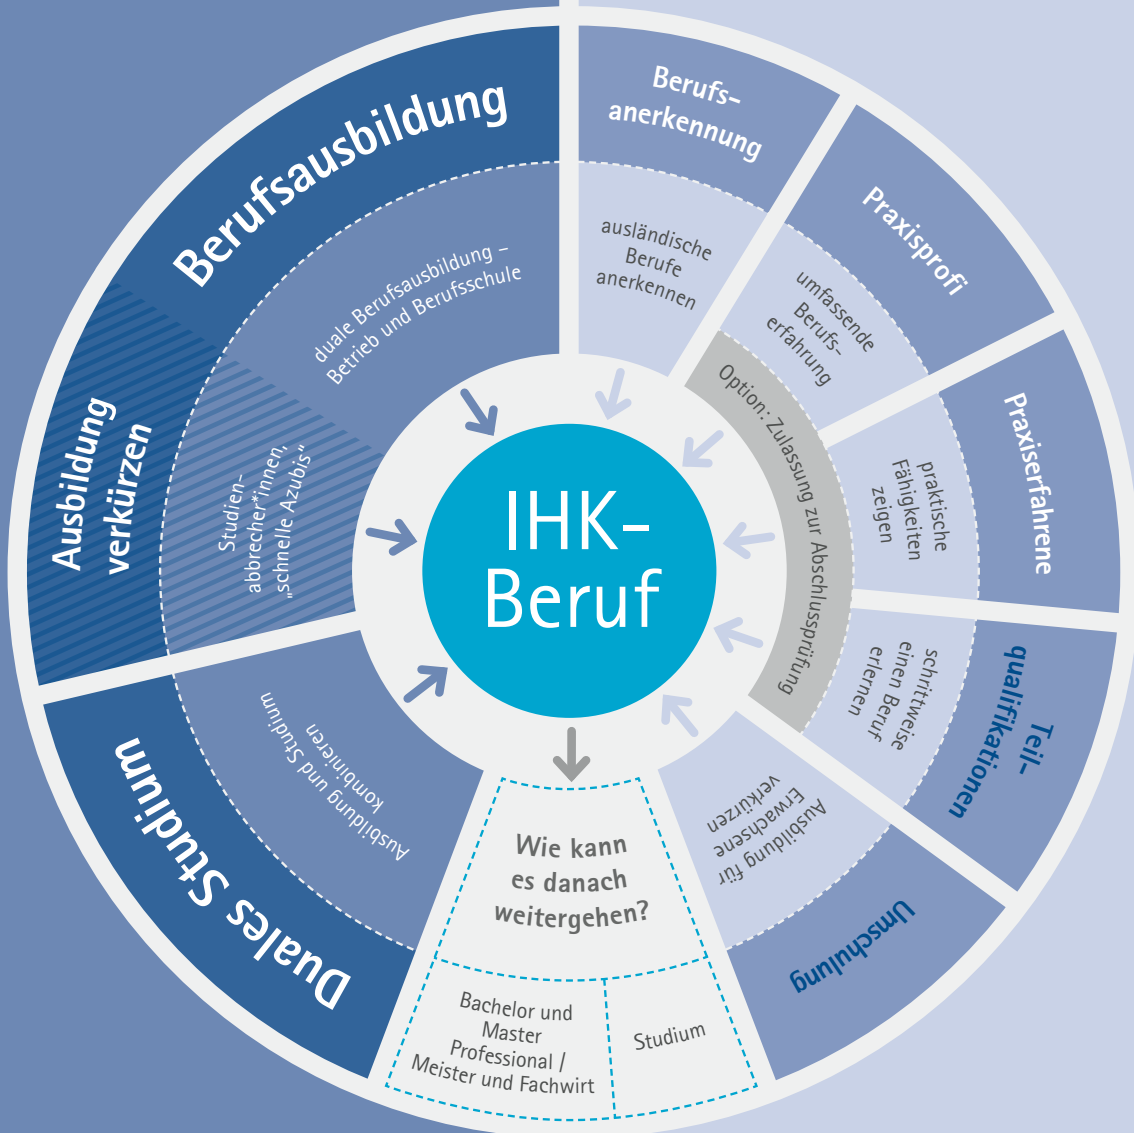 Berufsausbildung
duale Berufsausbildung –
Betrieb und Berufsschule
Ausbildung
verkürzen
Studien-
abbrecher*innen,
„schnelle Azubis“
Duales Studium
Ausbildung und Studium
kombinieren
Berufs-
anerkennung
ausländische
Berufe
anerkennen
Praxisprofi
umfassende
Berufs-
erfahrung
Praxiserfahrene
praktische
Fähigkeiten
zeigen
Option: Zulassung zur Abschlussprüfung
Teil-
qualifikationen
schrittweise
einen Beruf
erlernen
Umschulung
Ausbildung für
Erwachsene
verkürzen
IHK-
Beruf
Wie kann
es danach
weitergehen?
Bachelor und
Master
Professional /
Meister und Fachwirt
Studium